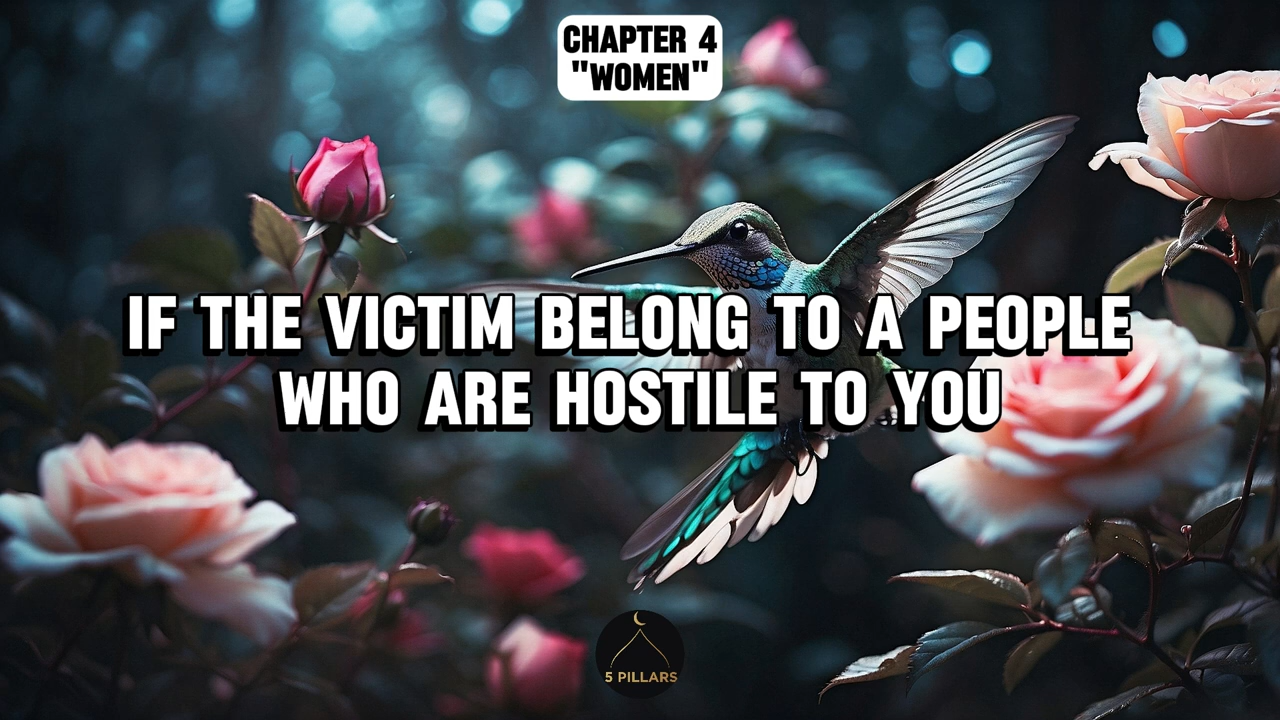 CHAPTER 4
"WOMEN"
IF THE VICTIM BELONG TO A PEOPLE
WHO ARE HOSTILE TO YOU
5 PILLARS